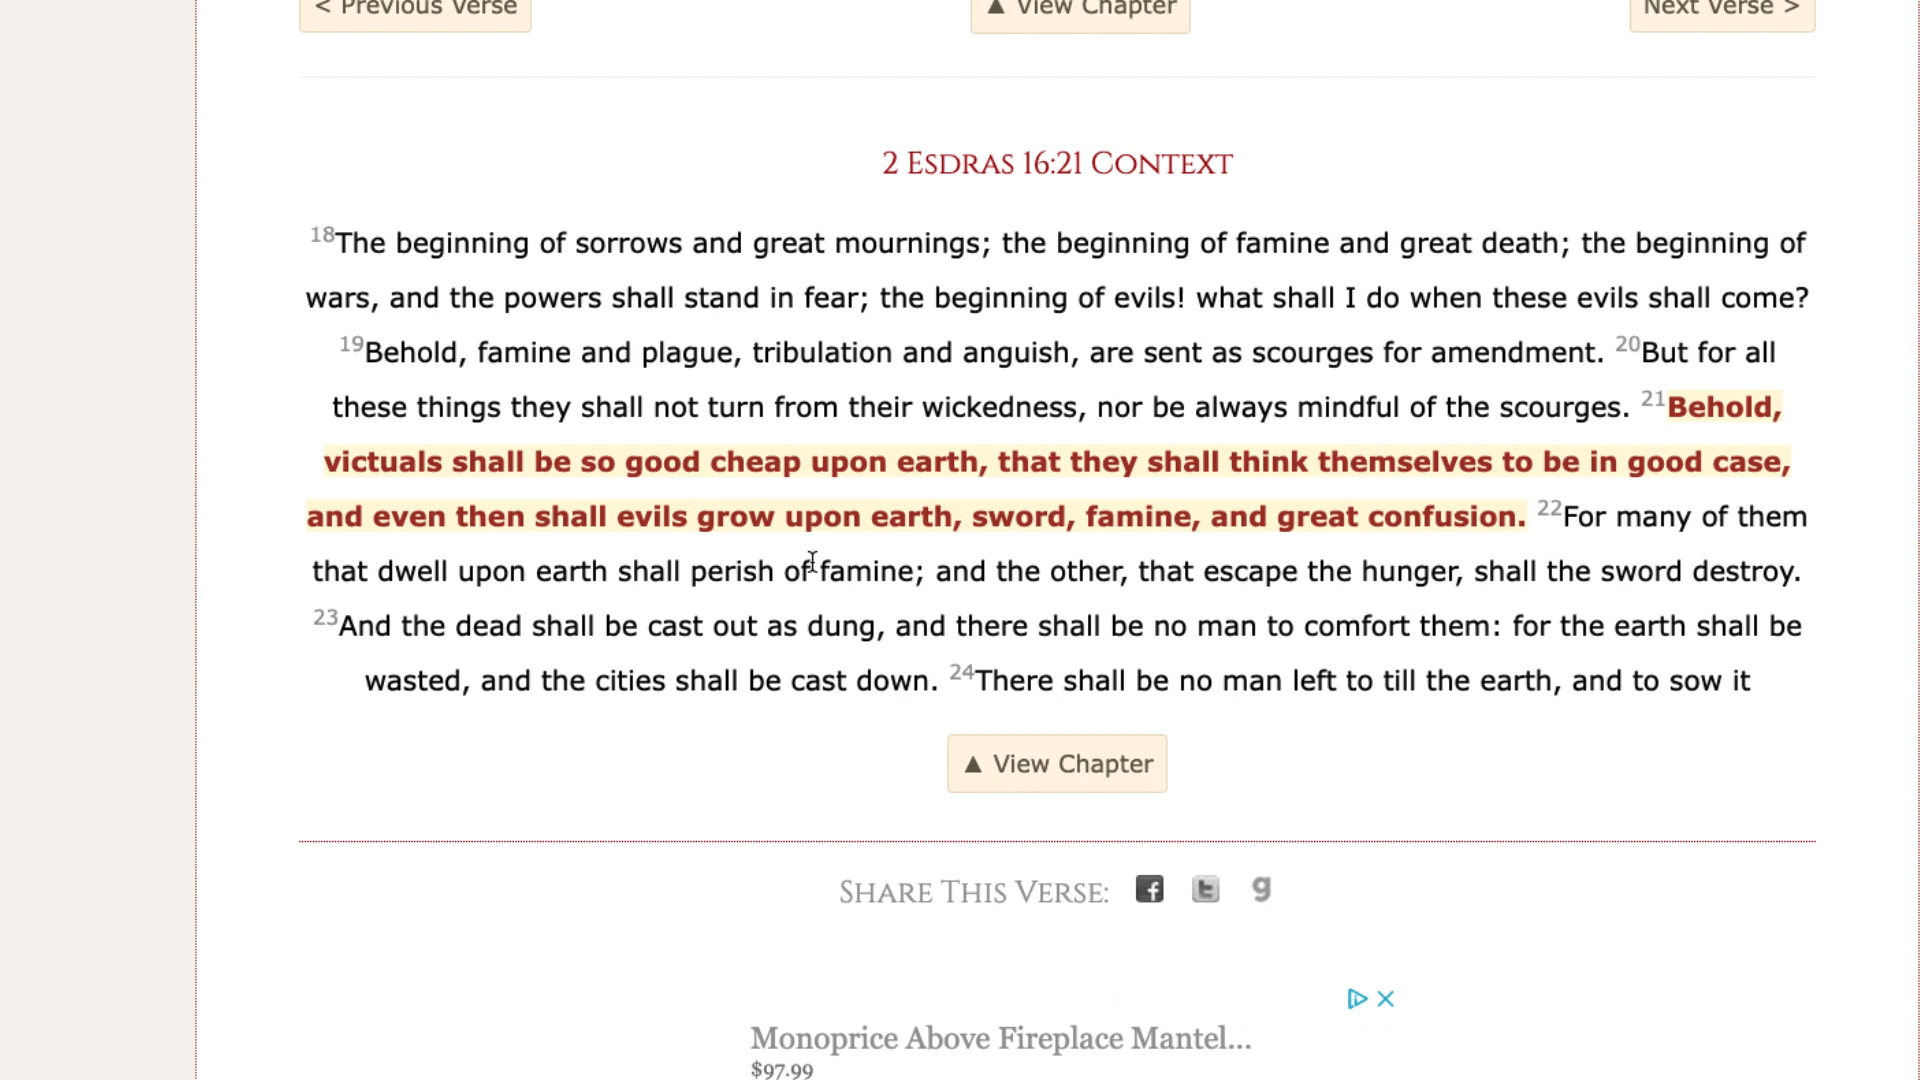 < Previous Verse
▲ View Chapter
Next Verse >
2 Esdras 16:21 Context
18The beginning of sorrows and great mournings; the beginning of famine and great death; the beginning of
wars, and the powers shall stand in fear; the beginning of evils! what shall I do when these evils shall come?
19Behold, famine and plague, tribulation and anguish, are sent as scourges for amendment. 20But for all
these things they shall not turn from their wickedness, nor be always mindful of the scourges. 21Behold,
victuals shall be so good cheap upon earth, that they shall think themselves to be in good case,
and even then shall evils grow upon earth, sword, famine, and great confusion. 22For many of them
that dwell upon earth shall perish of famine; and the other, that escape the hunger, shall the sword destroy.
23And the dead shall be cast out as dung, and there shall be no man to comfort them: for the earth shall be
wasted, and the cities shall be cast down. 24There shall be no man left to till the earth, and to sow it
▲ View Chapter
Share This Verse:
Monoprice Above Fireplace Mantel...
$97.99